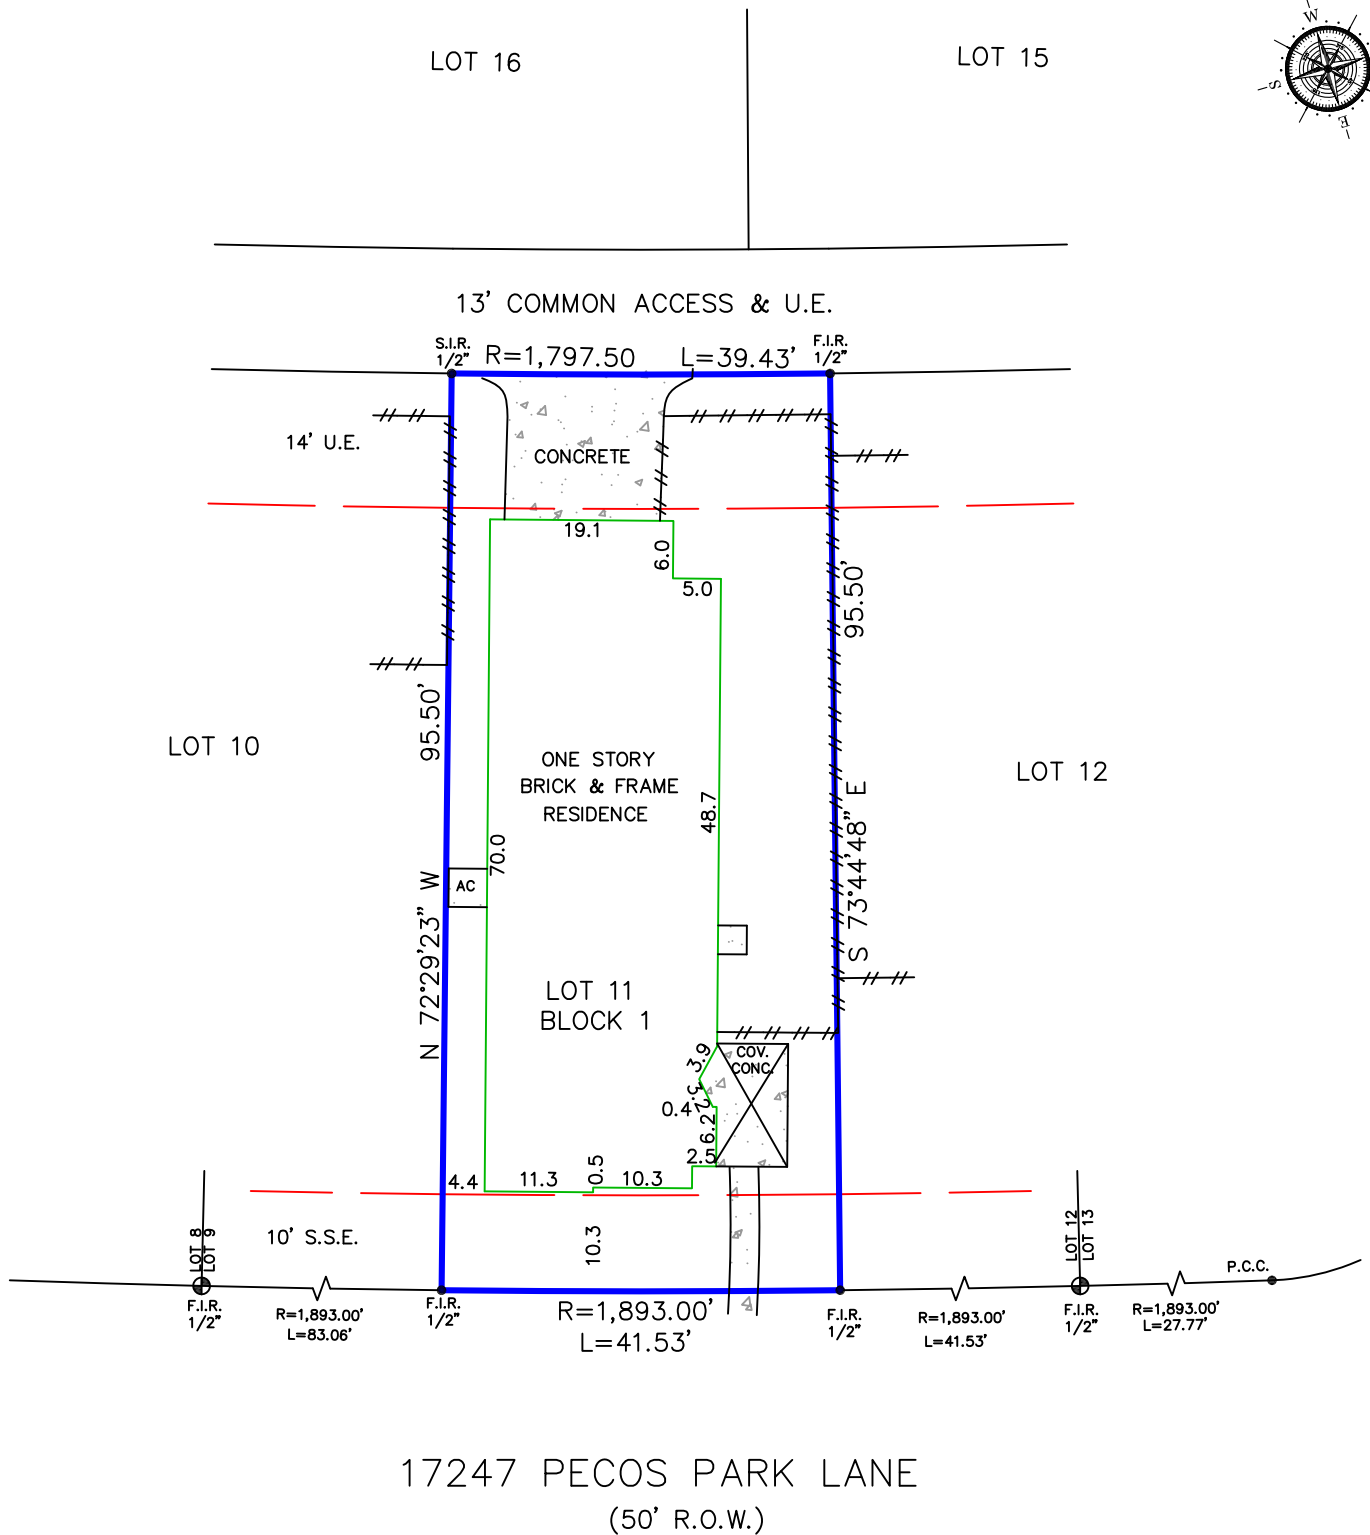 LOT 16
LOT 15
W
S
E
13' COMMON ACCESS & U.E.
S.I.R.
1/2"
R=1,797.50
L=39.43'
F.I.R.
1/2"
14' U.E.
CONCRETE
19.1
6.0
5.0
95.50'
95.50'
LOT 10
ONE STORY
BRICK & FRAME
RESIDENCE
LOT 12
48.7
70.0
AC
N 72°29'23" W
S 73°44'48" E
LOT 11
BLOCK 1
3.9
COV.
CONC.
0.4
6.2
2.5
4.4
11.3
0.5
10.3
10' S.S.E.
10.3
LOT 8
LOT 9
LOT 12
LOT 13
P.C.C.
F.I.R.
1/2"
R=1,893.00'
L=83.06'
F.I.R.
1/2"
R=1,893.00'
L=41.53'
F.I.R.
1/2"
R=1,893.00'
L=41.53'
F.I.R.
1/2"
R=1,893.00'
L=27.77'
17247 PECOS PARK LANE
(50' R.O.W.)